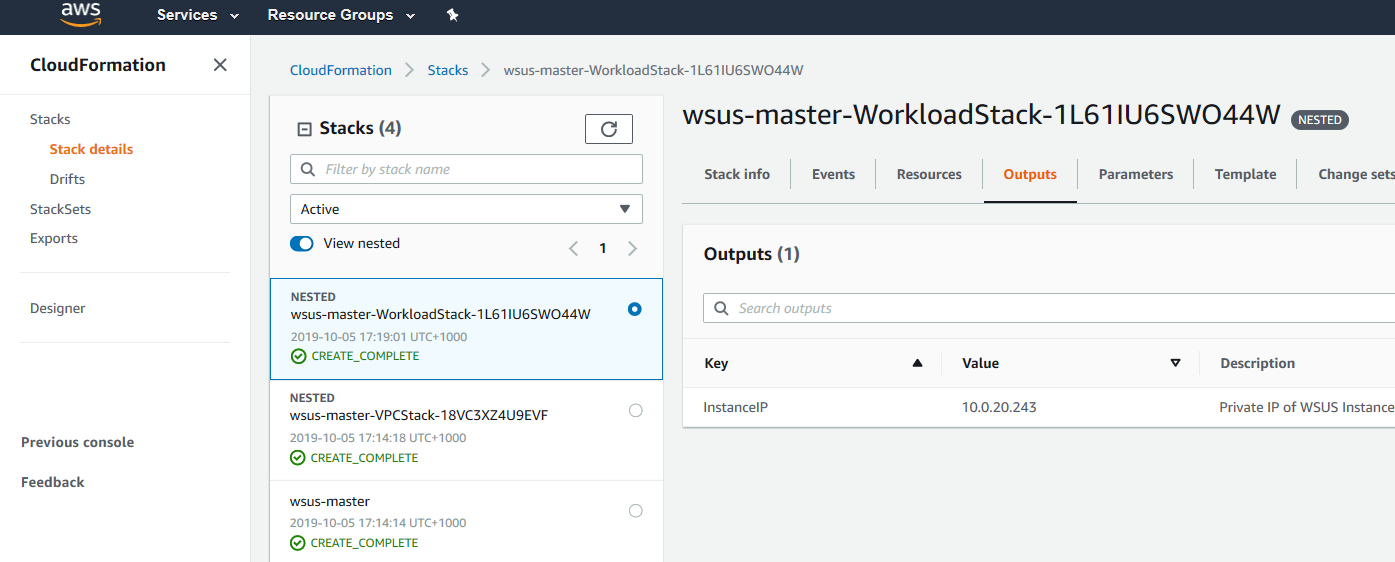 aws
Services
Resource Groups
CloudFormation
Stacks
Stack details
Drifts
StackSets
Exports
Designer
Previous console
Feedback
CloudFormation
Stacks
wsus-master-WorkloadStack-1L61IU6SWO44W
Stacks (4)
Filter by stack name
Active
View nested
1
NESTED
wsus-master-WorkloadStack-1L61IU6SWO44W
2019-10-05 17:19:01 UTC+1000
CREATE_COMPLETE
NESTED
wsus-master-VPCStack-18VC3XZ4U9EVF
2019-10-05 17:14:18 UTC+1000
CREATE_COMPLETE
wsus-master
2019-10-05 17:14:14 UTC+1000
CREATE_COMPLETE
wsus-master-WorkloadStack-1L61IU6SWO44W NESTED
Stack info Events Resources Outputs Parameters Template Change sets
Outputs (1)
Search outputs
Key Value Description
InstanceIP 10.0.20.243 Private IP of WSUS Instance